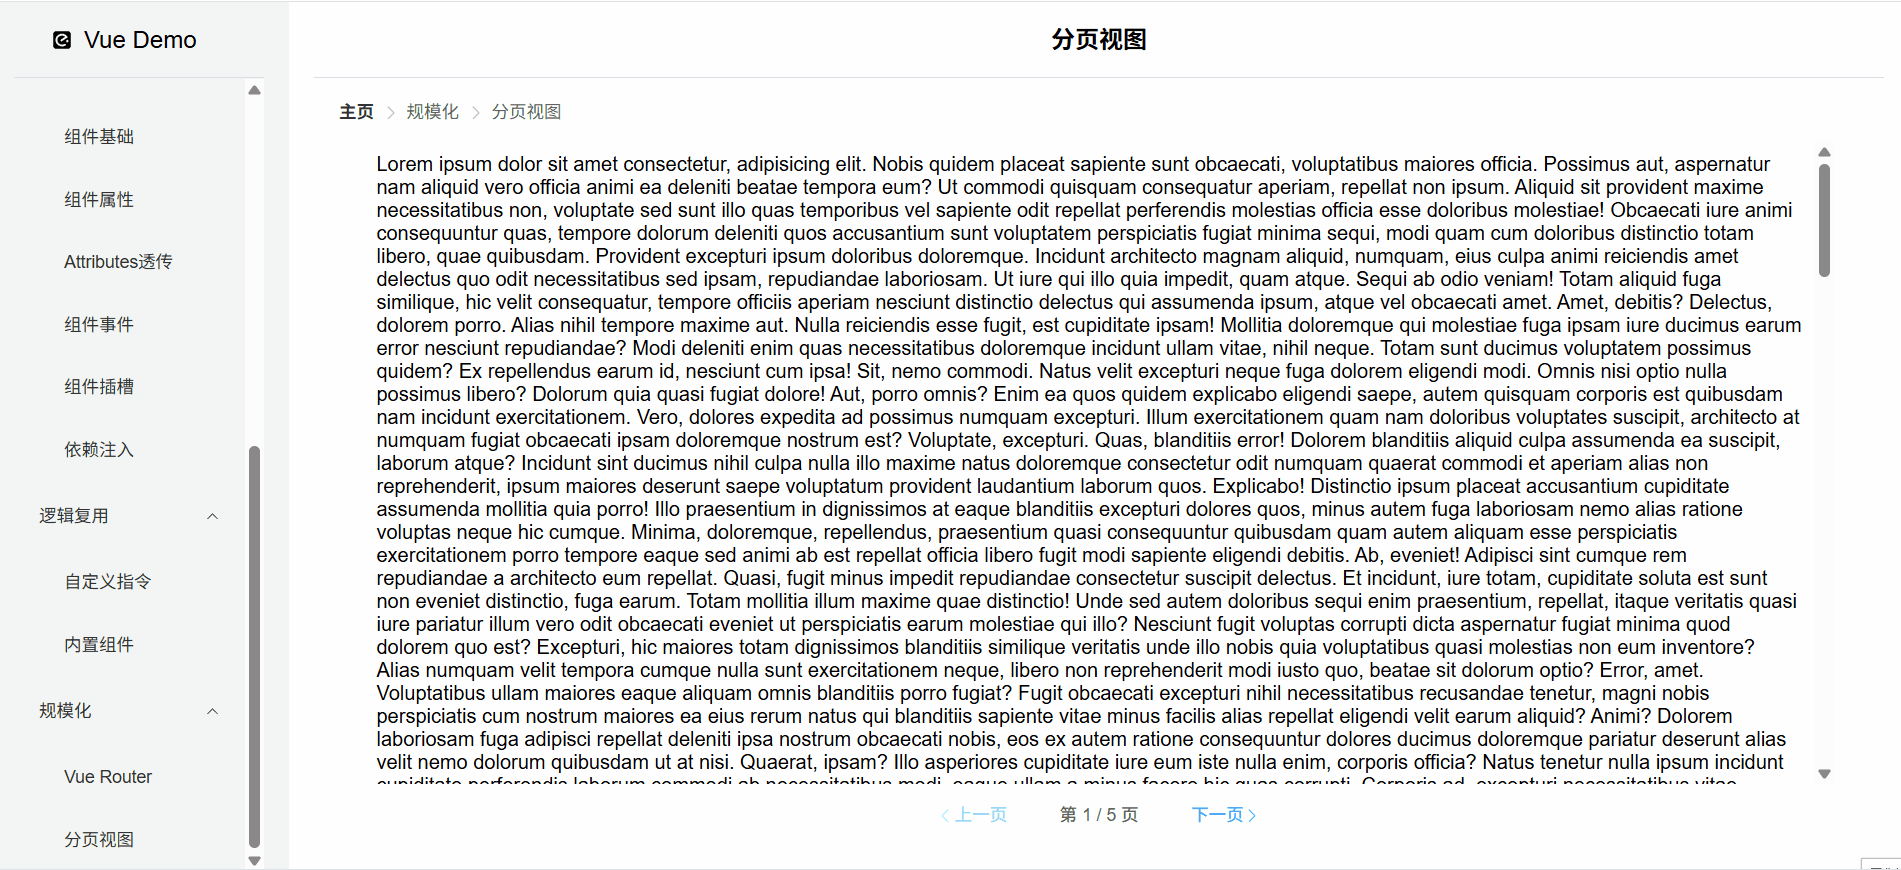 Vue Demo
组件基础
组件属性
Attributes透传
组件事件
组件插槽
依赖注入
逻辑复用
自定义指令
内置组件
规模化
Vue Router
分页视图
分页视图
主页 > 规模化 > 分页视图
Lorem ipsum dolor sit amet consectetur, adipisicing elit. Nobis quidem placeat sapiente sunt obcaecati, voluptatibus maiores officia. Possimus aut, aspernatur
nam aliquid vero officia animi ea deleniti beatae tempora eum? Ut commodi quisquam consequatur aperiam, repellat non ipsum. Aliquid sit provident maxime
necessitatibus non, voluptate sed sunt illo quas temporibus vel sapiente odit repellat perferendis molestias officia esse doloribus molestiae! Obcaecati iure animi
consequuntur quas, tempore dolorum deleniti quos accusantium sunt voluptatem perspiciatis fugiat minima sequi, modi quam cum doloribus distinctio totam
libero, quae quibusdam. Provident excepturi ipsum doloribus doloremque. Incidunt architecto magnam aliquid, numquam, eius culpa animi reiciendis amet
delectus quo odit necessitatibus sed ipsam, repudiandae laboriosam. Ut iure qui illo quia impedit, quam atque. Sequi ab odio veniam! Totam aliquid fuga
similique, hic velit consequatur, tempore officiis aperiam nesciunt distinctio delectus qui assumenda ipsum, atque vel obcaecati amet. Amet, debitis? Delectus,
dolorem porro. Alias nihil tempore maxime aut. Nulla reiciendis esse fugit, est cupiditate ipsam! Mollitia doloremque qui molestiae fuga ipsam iure ducimus earum
error nesciunt repudiandae? Modi deleniti enim quas necessitatibus doloremque incidunt ullam vitae, nihil neque. Totam sunt ducimus voluptatem possimus
quidem? Ex repellendus earum id, nesciunt cum ipsa! Sit, nemo commodi. Natus velit excepturi neque fuga dolorem eligendi modi. Omnis nisi optio nulla
possimus libero? Dolorum quia quasi fugiat dolore! Aut, porro omnis? Enim ea quos quidem explicabo eligendi saepe, autem quisquam corporis est quibusdam
nam incidunt exercitationem. Vero, dolores expedita ad possimus numquam excepturi. Illum exercitationem quam nam doloribus voluptates suscipit, architecto at
numquam fugiat obcaecati ipsam doloremque nostrum est? Voluptate, excepturi. Quas, blanditiis error! Dolorem blanditiis aliquid culpa assumenda ea suscipit,
laborum atque? Incidunt sint ducimus nihil culpa nulla illo maxime natus doloremque consectetur odit numquam quaerat commodi et aperiam alias non
reprehenderit, ipsum maiores deserunt saepe voluptatum provident laudantium laborum quos. Explicabo! Distinctio ipsum placeat accusantium cupiditate
assumenda mollitia quia porro! Illo praesentium in dignissimos at eaque blanditiis excepturi dolores quos, minus autem fuga laboriosam nemo alias ratione
voluptas neque hic cumque. Minima, doloremque, repellendus, praesentium quasi consequuntur quibusdam quam autem aliquam esse perspiciatis
exercitationem porro tempore eaque sed animi ab est repellat officia libero fugit modi sapiente eligendi debitis. Ab, eveniet! Adipisci sint cumque rem
repudiandae a architecto eum repellat. Quasi, fugit minus impedit repudiandae consectetur suscipit delectus. Et incidunt, iure totam, cupiditate soluta est sunt
non eveniet distinctio, fuga earum. Totam mollitia illum maxime quae distinctio! Unde sed autem doloribus sequi enim praesentium, repellat, itaque veritatis quasi
iure pariatur illum vero odit obcaecati eveniet ut perspiciatis earum molestiae qui illo? Nesciunt fugit voluptas corrupti dicta aspernatur fugiat minima quod
dolorem quo est? Excepturi, hic maiores totam dignissimos blanditiis similique veritatis unde illo nobis quia voluptatibus quasi molestias non eum inventore?
Alias numquam velit tempora cumque nulla sunt exercitationem neque, libero non reprehenderit modi iusto quo, beatae sit dolorum optio? Error, amet.
Voluptatibus ullam maiores eaque aliquam omnis blanditiis porro fugiat? Fugit obcaecati excepturi nihil necessitatibus recusandae tenetur, magni nobis
perspiciatis cum nostrum maiores ea eius rerum natus qui blanditiis sapiente vitae minus facilis alias repellat eligendi velit earum aliquid? Animi? Dolorem
laboriosam fuga adipisci repellat deleniti ipsa nostrum obcaecati nobis, eos ex autem ratione consequuntur dolores ducimus doloremque pariatur deserunt alias
velit nemo dolorum quibusdam ut at nisi. Quaerat, ipsam? Illo asperiores cupiditate iure eum iste nulla enim, corporis officia? Natus tenetur nulla ipsum incidunt
cupiditate perferendis laborum commodi ab necessitatibus modi, eaque ullam a minus facere hic quas corrupti. Corporis ad, excepturi necessitatibus vitae
< 上一页 第 1 / 5 页 下一页 >